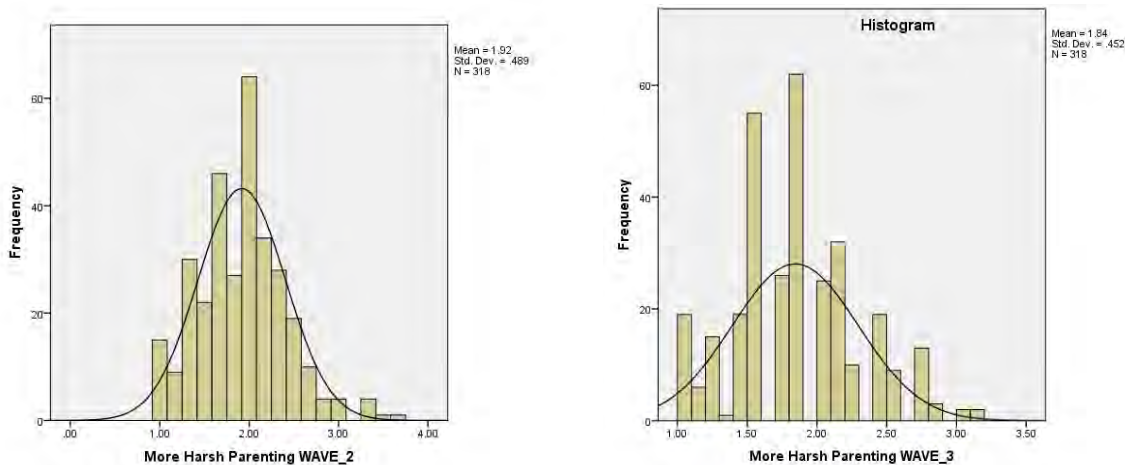 Mean = 1.92
Std. Dev. = .489
N = 318
60
40
20
0
Frequency
.00 1.00 2.00 3.00 4.00
More Harsh Parenting WAVE_2
Histogram
Mean = 1.84
Std. Dev. = .452
N = 318
60
40
20
0
Frequency
1.00 1.50 2.00 2.50 3.00 3.50
More Harsh Parenting WAVE_3